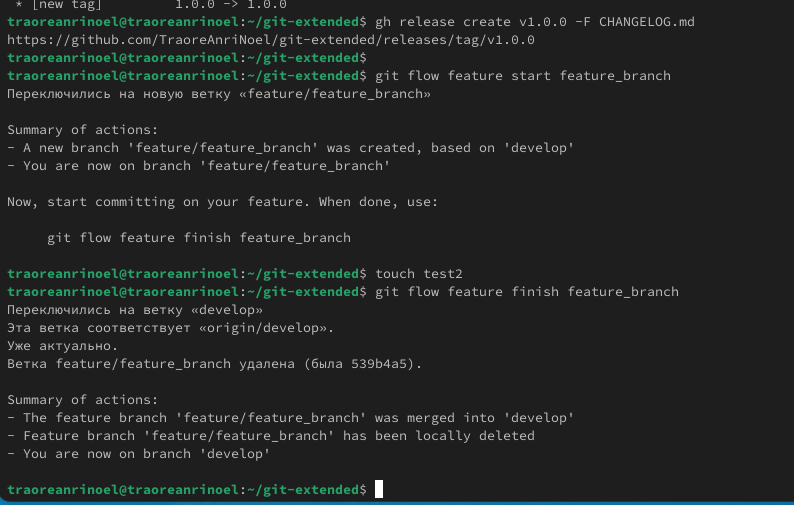 * [new tag]         1.0.0 -> 1.0.0
traoreanrinoel@traoreanrinoel:~/git-extended$ gh release create v1.0.0 -F CHANGELOG.md
https://github.com/TraoreAnriNoel/git-extended/releases/tag/v1.0.0
traoreanrinoel@traoreanrinoel:~/git-extended$
traoreanrinoel@traoreanrinoel:~/git-extended$ git flow feature start feature_branch
Переключились на новую ветку «feature/feature_branch»
Summary of actions:
- A new branch 'feature/feature_branch' was created, based on 'develop'
- You are now on branch 'feature/feature_branch'
Now, start committing on your feature. When done, use:
git flow feature finish feature_branch
traoreanrinoel@traoreanrinoel:~/git-extended$ touch test2
traoreanrinoel@traoreanrinoel:~/git-extended$ git flow feature finish feature_branch
Переключились на ветку «develop»
Эта ветка соответствует «origin/develop».
Уже актуально.
Ветка feature/feature_branch удалена (была 539b4a5).
Summary of actions:
- The feature branch 'feature/feature_branch' was merged into 'develop'
- Feature branch 'feature/feature_branch' has been locally deleted
- You are now on branch 'develop'
traoreanrinoel@traoreanrinoel:~/git-extended$